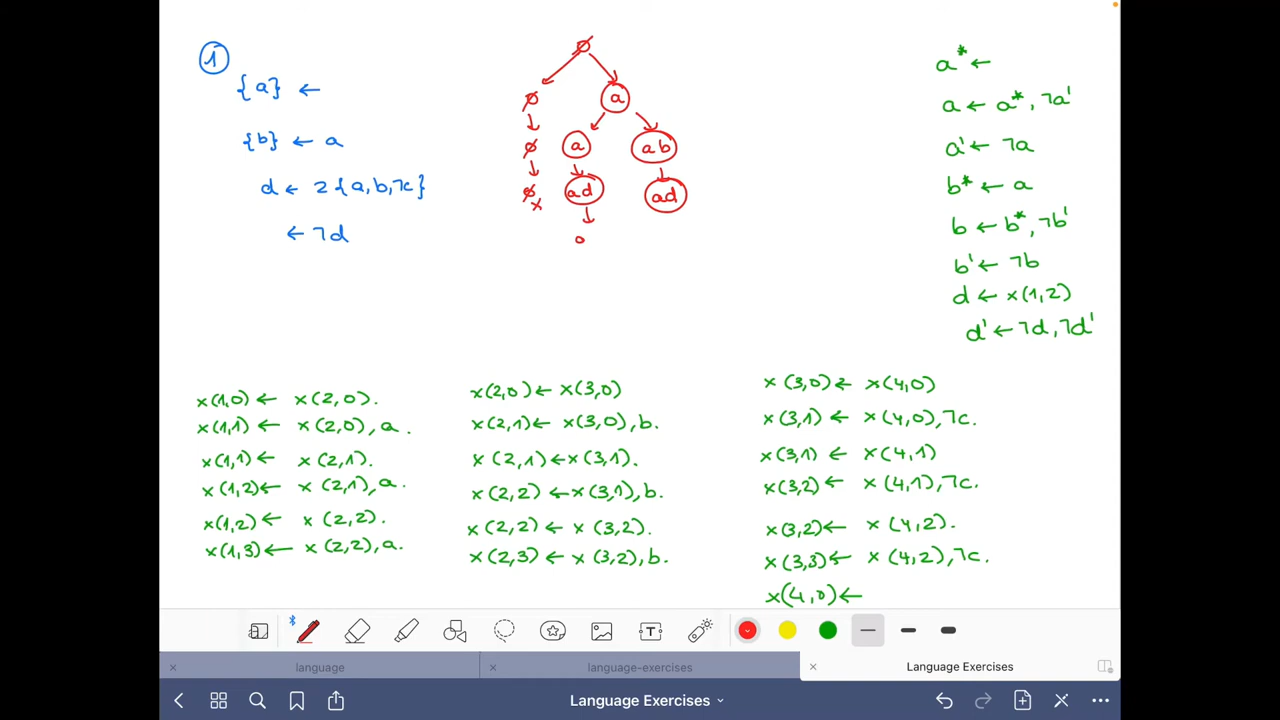 ①
{a} ←
{b} ← a
d ← 2{a,b,¬c}
← ¬d
∅
∅ a
∅ a ab
∅ ad ad
x
o
a* ←
a ← a*, ¬a'
a' ← ¬a
b* ← a
b ← b*, ¬b'
b' ← ¬b
d ← x(1,2)
d' ← ¬d, ¬d'
x(1,0) ← x(2,0).
x(1,1) ← x(2,0), a.
x(1,1) ← x(2,1).
x(1,2) ← x(2,1), a.
x(1,2) ← x(2,2).
x(1,3) ← x(2,2), a.
x(2,0) ← x(3,0)
x(2,1) ← x(3,0), b.
x(2,1) ← x(3,1).
x(2,2) ← x(3,1), b.
x(2,2) ← x(3,2).
x(2,3) ← x(3,2), b.
x(3,0) ← x(4,0)
x(3,1) ← x(4,0), ¬c.
x(3,1) ← x(4,1)
x(3,2) ← x(4,1), ¬c.
x(3,2) ← x(4,2).
x(3,3) ← x(4,2), ¬c.
x(4,0) ←
language
language-exercises
Language Exercises
Language Exercises